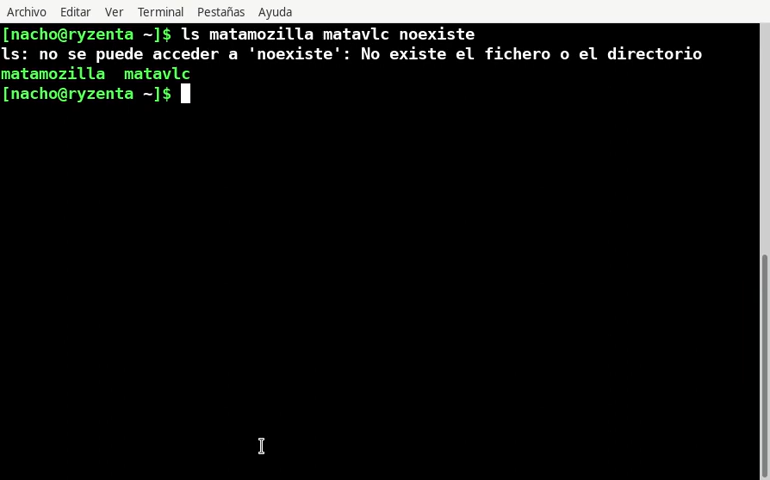 Archivo Editar Ver Terminal Pestañas Ayuda
[nacho@ryzenta ~]$ ls matamozilla matavlc noexiste
ls: no se puede acceder a 'noexiste': No existe el fichero o el directorio
matamozilla  matavlc
[nacho@ryzenta ~]$